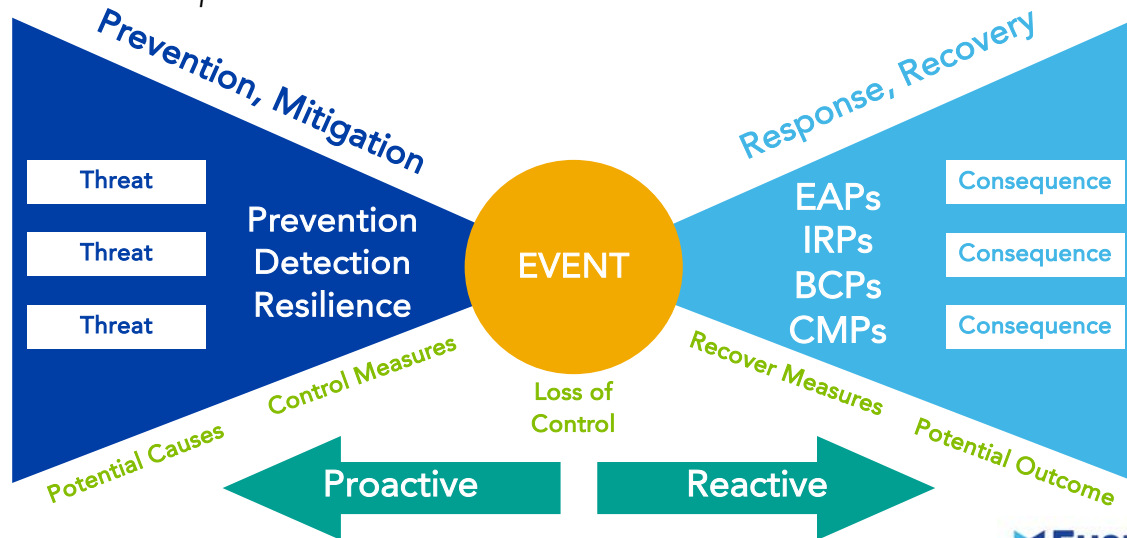 Prevention, Mitigation
Response, Recovery
Threat
Threat
Threat
Prevention
Detection
Resilience
EVENT
EAPs
IRPs
BCPs
CMPs
Consequence
Consequence
Consequence
Potential Causes
Control Measures
Loss of
Control
Recover Measures
Potential Outcome
Proactive
Reactive